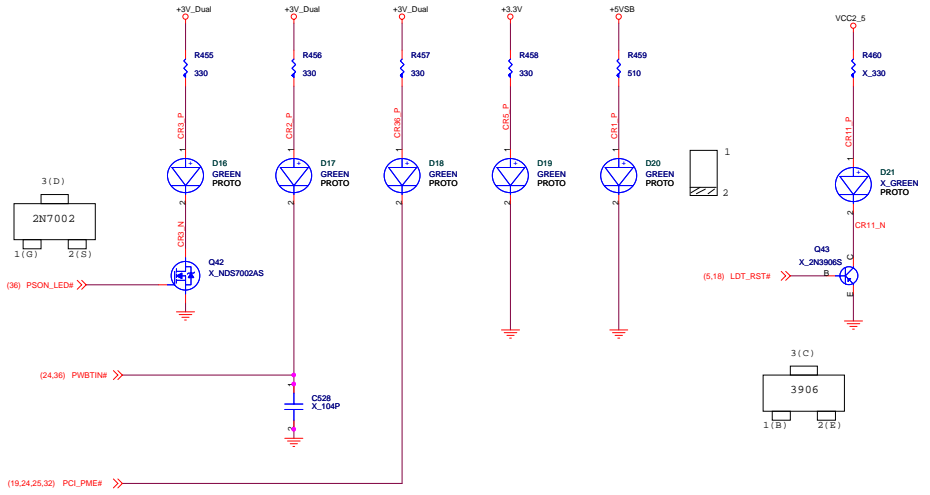 +3V_Dual
+3V_Dual
+3V_Dual
+3.3V
+5VSB
VCC2_5
R455
330
R456
330
R457
330
R458
330
R459
510
R460
X_330
CR3_P
CR2_P
CR36_P
CR5_P
CR1_P
CR11_P
1
1
1
1
1
1
D16
GREEN
PROTO
D17
GREEN
PROTO
D18
GREEN
PROTO
D19
GREEN
PROTO
D20
GREEN
PROTO
D21
X_GREEN
PROTO
2
2
2
2
2
2
1
2
3(D)
2N7002
1(G) 2(S)
CR3_N
CR11_N
Q42
X_NDS7002AS
Q43
X_2N3906S
C
B
E
(36) PSON_LED#
(5,18) LDT_RST#
(24,36) PWBTIN#
1
C528
X_104P
2
3(C)
3906
1(B) 2(E)
(19,24,25,32) PCI_PME#